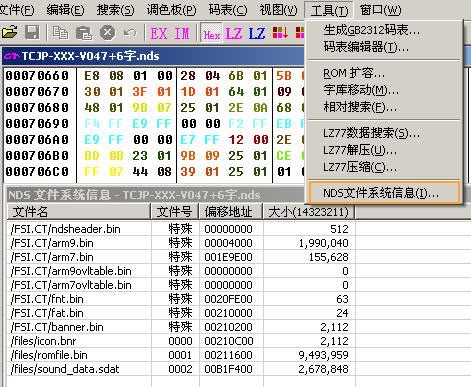 文件(F) 编辑(E) 搜索(S) 调色板(P) 码表(C) 视图(V) 工具(T) 窗口(W)
EX IM Hex LZ LZ
TCJP-XXX-V047+6字.nds
00070660 E8 08 01 00 28 04 6B 01 5B
00070670 30 01 3F 01 1D 01 64 01 09
00070680 48 01 9B 07 25 01 2E 0A 68
00070690 F4 FF
000706A0 E9 FF 00 00 E7 FF 12 00 2E
000706B0 BD 0B 23 01 9B 09 25 01 CE
000706C0 FF 07 44 08 39 01 20 01
生成GB2312码表...
码表编辑器(T)...
ROM 扩容...
字库移动(M)...
相对搜索(F)...
LZ77数据搜索(S)...
LZ77解压(U)...
LZ77压缩(C)...
NDS文件系统信息(I)...
NDS 文件系统信息 - TCJP-XXX-V047+6字.nds
文件名 文件号 偏移地址 大小(14323211)
/FSI.CT/ndsheader.bin 特殊 00000000 512
/FSI.CT/arm9.bin 特殊 00004000 1,990,040
/FSI.CT/arm7.bin 特殊 001E9E00 155,628
/FSI.CT/arm9ovltable.bin 特殊 00000000 0
/FSI.CT/arm7ovltable.bin 特殊 00000000 0
/FSI.CT/fnt.bin 特殊 0020FE00 63
/FSI.CT/fat.bin 特殊 00210000 24
/FSI.CT/banner.bin 特殊 00210200 2,112
/files/icon.bnr 0000 00210C00 2,112
/files/romfile.bin 0001 00211600 9,493,959
/files/sound_data.sdat 0002 00B1F400 2,678,848